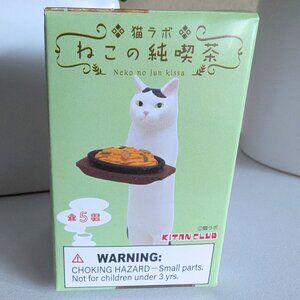 猫ラボ
ねこの純喫茶
Neko no jun kissa
全5種
©猫ラボ
KITAN CLUB
WARNING:
CHOKING HAZARD—Small parts.
Not for children under 3 yrs.